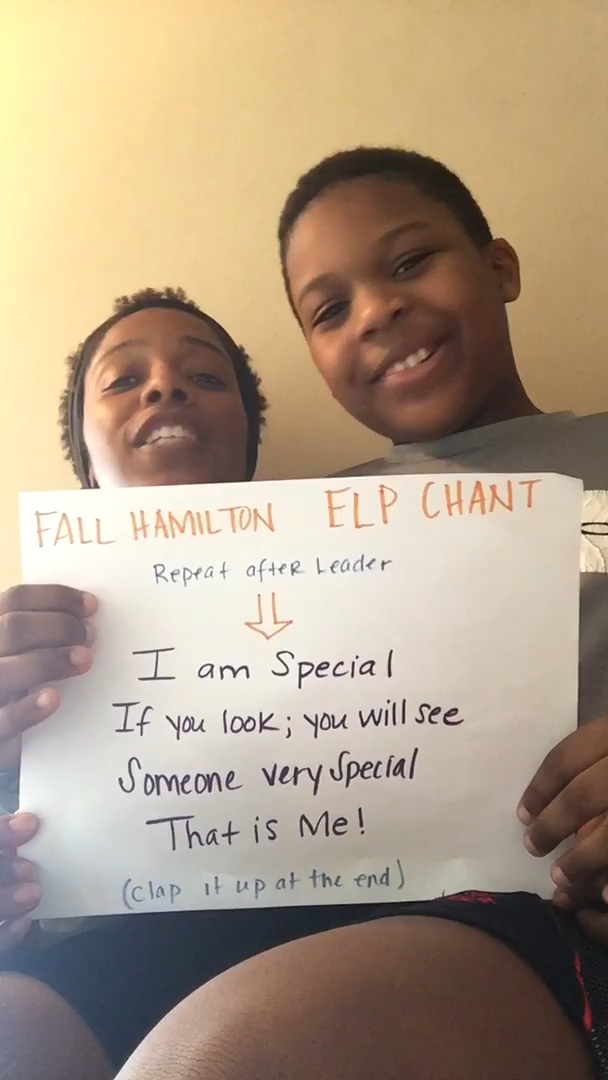 FALL HAMILTON ELP CHANT
Repeat after Leader
I am Special
If you look; you will see
Someone very Special
That is Me!
(Clap it up at the end)